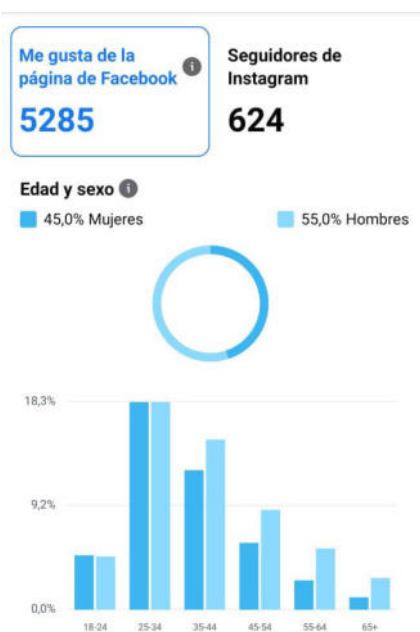 Me gusta de la
página de Facebook
5285
Seguidores de
Instagram
624
Edad y sexo
45,0% Mujeres
55,0% Hombres
18,3%
9,2%
0,0%
18-24 25-34 35-44 45-54 55-64 65+